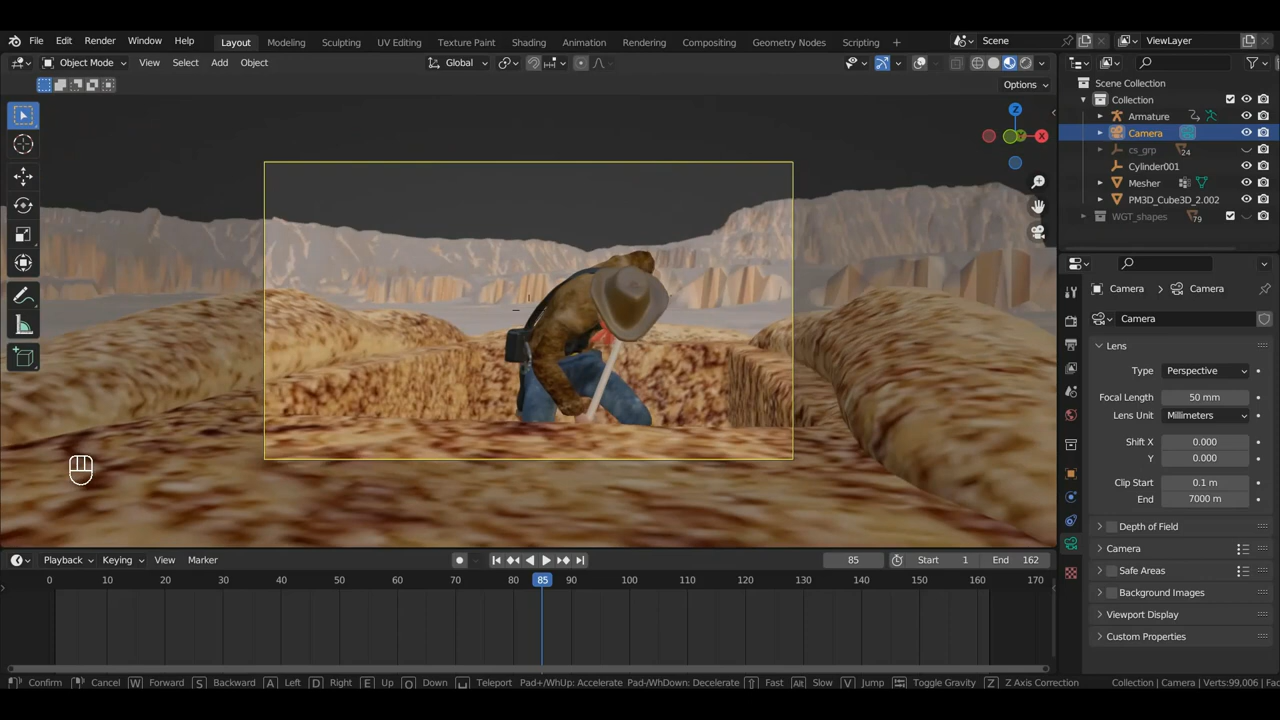 File Edit Render Window Help Layout Modeling Sculpting UV Editing Texture Paint Shading Animation Rendering Compositing Geometry Nodes Scripting + Scene ViewLayer
Object Mode View Select Add Object Global
Options
Scene Collection
Collection
Armature
Camera
cs_grp 24
Cylinder001
Mesher
PM3D_Cube3D_2.002
WGT_shapes 79
Z
X
Y
Camera > Camera
Camera
Lens
Type Perspective
Focal Length 50 mm
Lens Unit Millimeters
Shift X 0.000
Y 0.000
Clip Start 0.1 m
End 7000 m
Depth of Field
Camera
Safe Areas
Background Images
Viewport Display
Custom Properties
Playback Keying View Marker 85 Start 1 End 162
0 10 20 30 40 50 60 70 80 85 90 100 110 120 130 140 150 160 170
Confirm Cancel W Forward S Backward A Left D Right E Up Q Down Teleport Pad+/WhUp: Accelerate Pad-/WhDown: Decelerate Fast Alt Slow V Jump Toggle Gravity Z Z Axis Correction Collection | Camera | Verts:99,006 | Fac